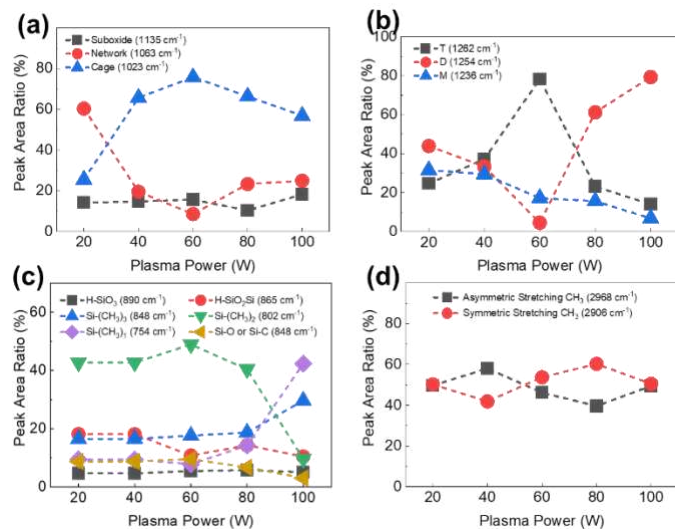 (a)
Suboxide (1135 cm⁻¹)
Network (1063 cm⁻¹)
Cage (1023 cm⁻¹)
Peak Area Ratio (%)
80
60
40
20
0
20 40 60 80 100
Plasma Power (W)
(b)
T (1262 cm⁻¹)
D (1254 cm⁻¹)
M (1236 cm⁻¹)
Peak Area Ratio (%)
100
80
60
40
20
0
20 40 60 80 100
Plasma Power (W)
(c)
H-SiO₃ (890 cm⁻¹) H-SiO₂Si (865 cm⁻¹)
Si-(CH₃)₃ (848 cm⁻¹) Si-(CH₃)₂ (802 cm⁻¹)
Si-(CH₃)₁ (754 cm⁻¹) Si-O or Si-C (848 cm⁻¹)
Peak Area Ratio (%)
60
40
20
0
20 40 60 80 100
Plasma Power (W)
(d)
Asymmetric Stretching CH₃ (2968 cm⁻¹)
Symmetric Stretching CH₃ (2906 cm⁻¹)
Peak Area Ratio (%)
100
80
60
40
20
0
20 40 60 80 100
Plasma Power (W)